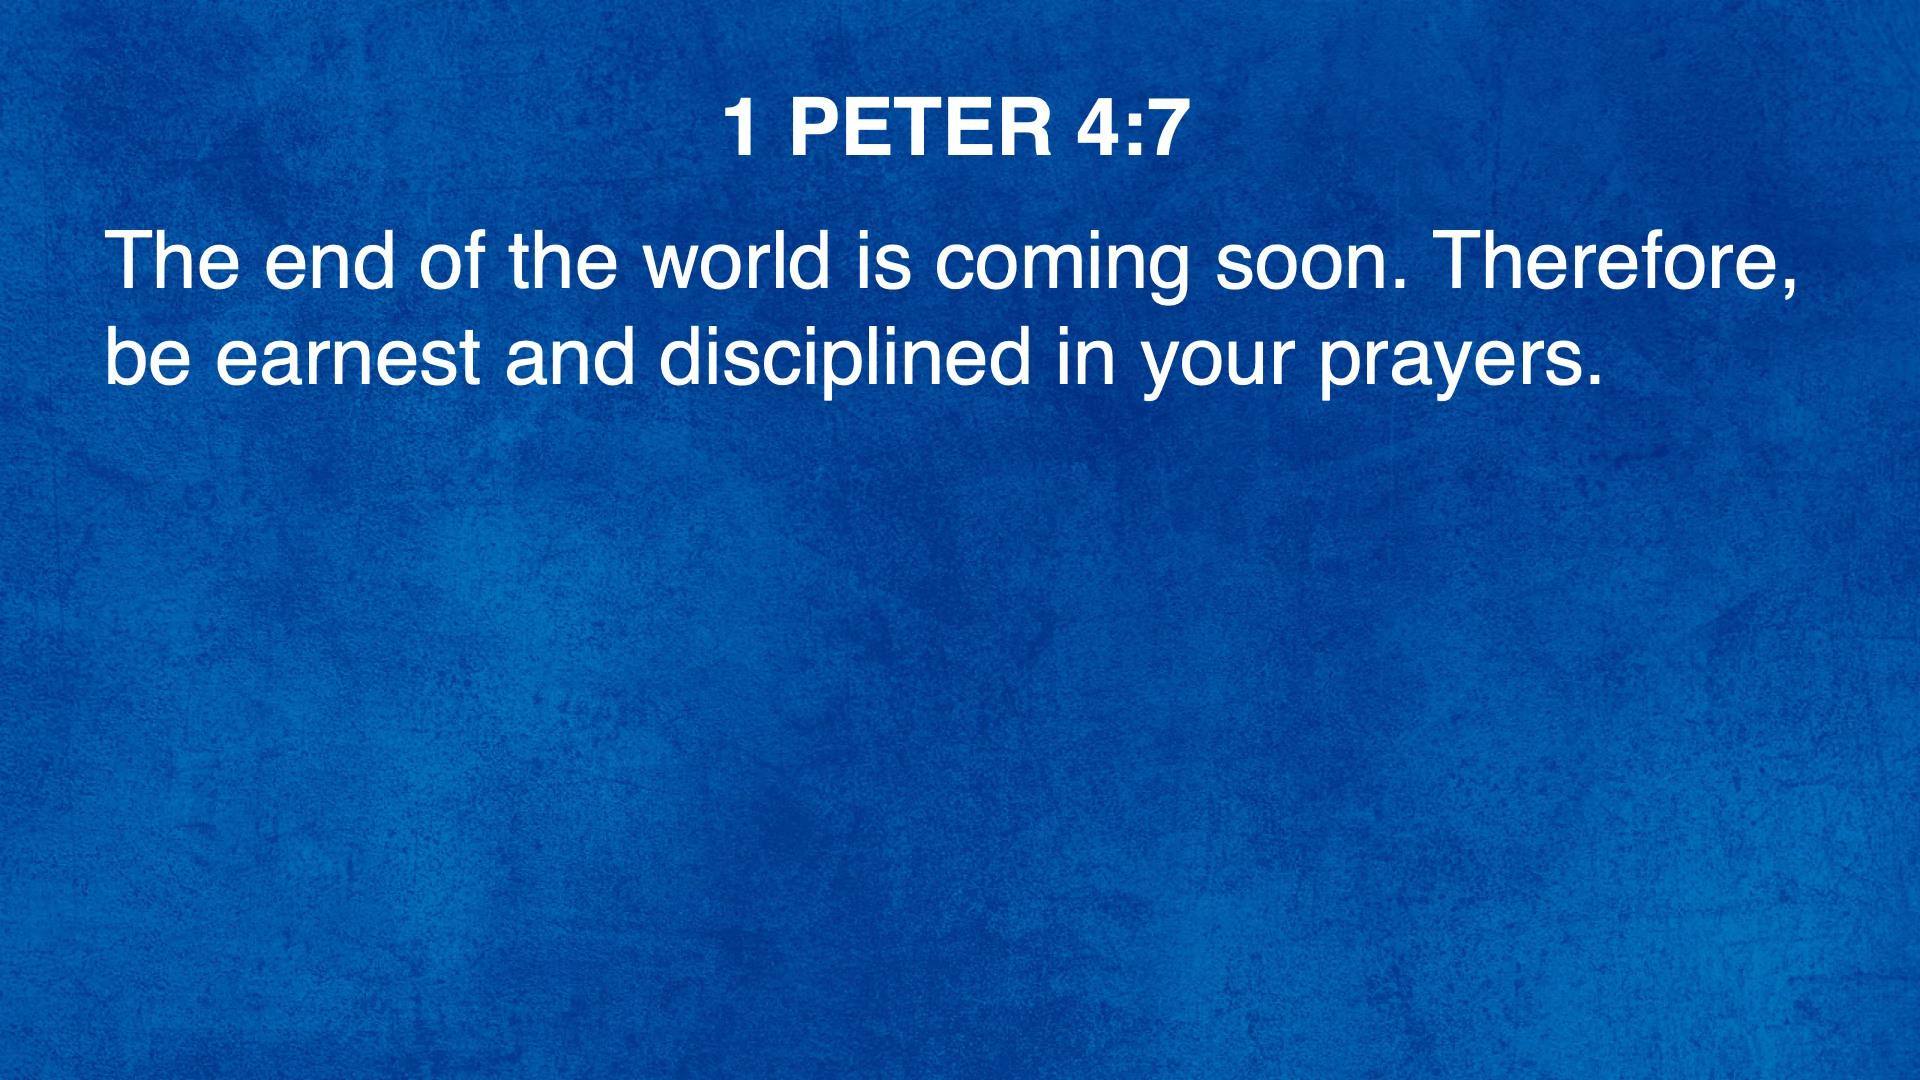 1 PETER 4:7
The end of the world is coming soon. Therefore,
be earnest and disciplined in your prayers.